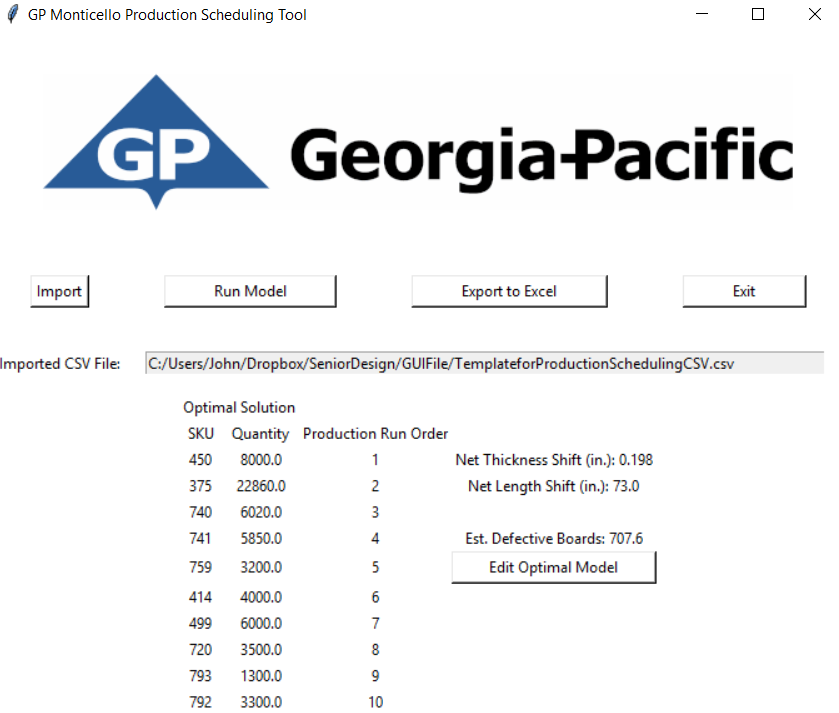 GP Monticello Production Scheduling Tool
GP Georgia-Pacific
Import Run Model Export to Excel Exit
Imported CSV File: C:/Users/John/Dropbox/SeniorDesign/GUIFile/TemplateforProductionSchedulingCSV.csv
Optimal Solution
SKU Quantity Production Run Order
450 8000.0 1 Net Thickness Shift (in.): 0.198
375 22860.0 2 Net Length Shift (in.): 73.0
740 6020.0 3
741 5850.0 4 Est. Defective Boards: 707.6
759 3200.0 5 Edit Optimal Model
414 4000.0 6
499 6000.0 7
720 3500.0 8
793 1300.0 9
792 3300.0 10